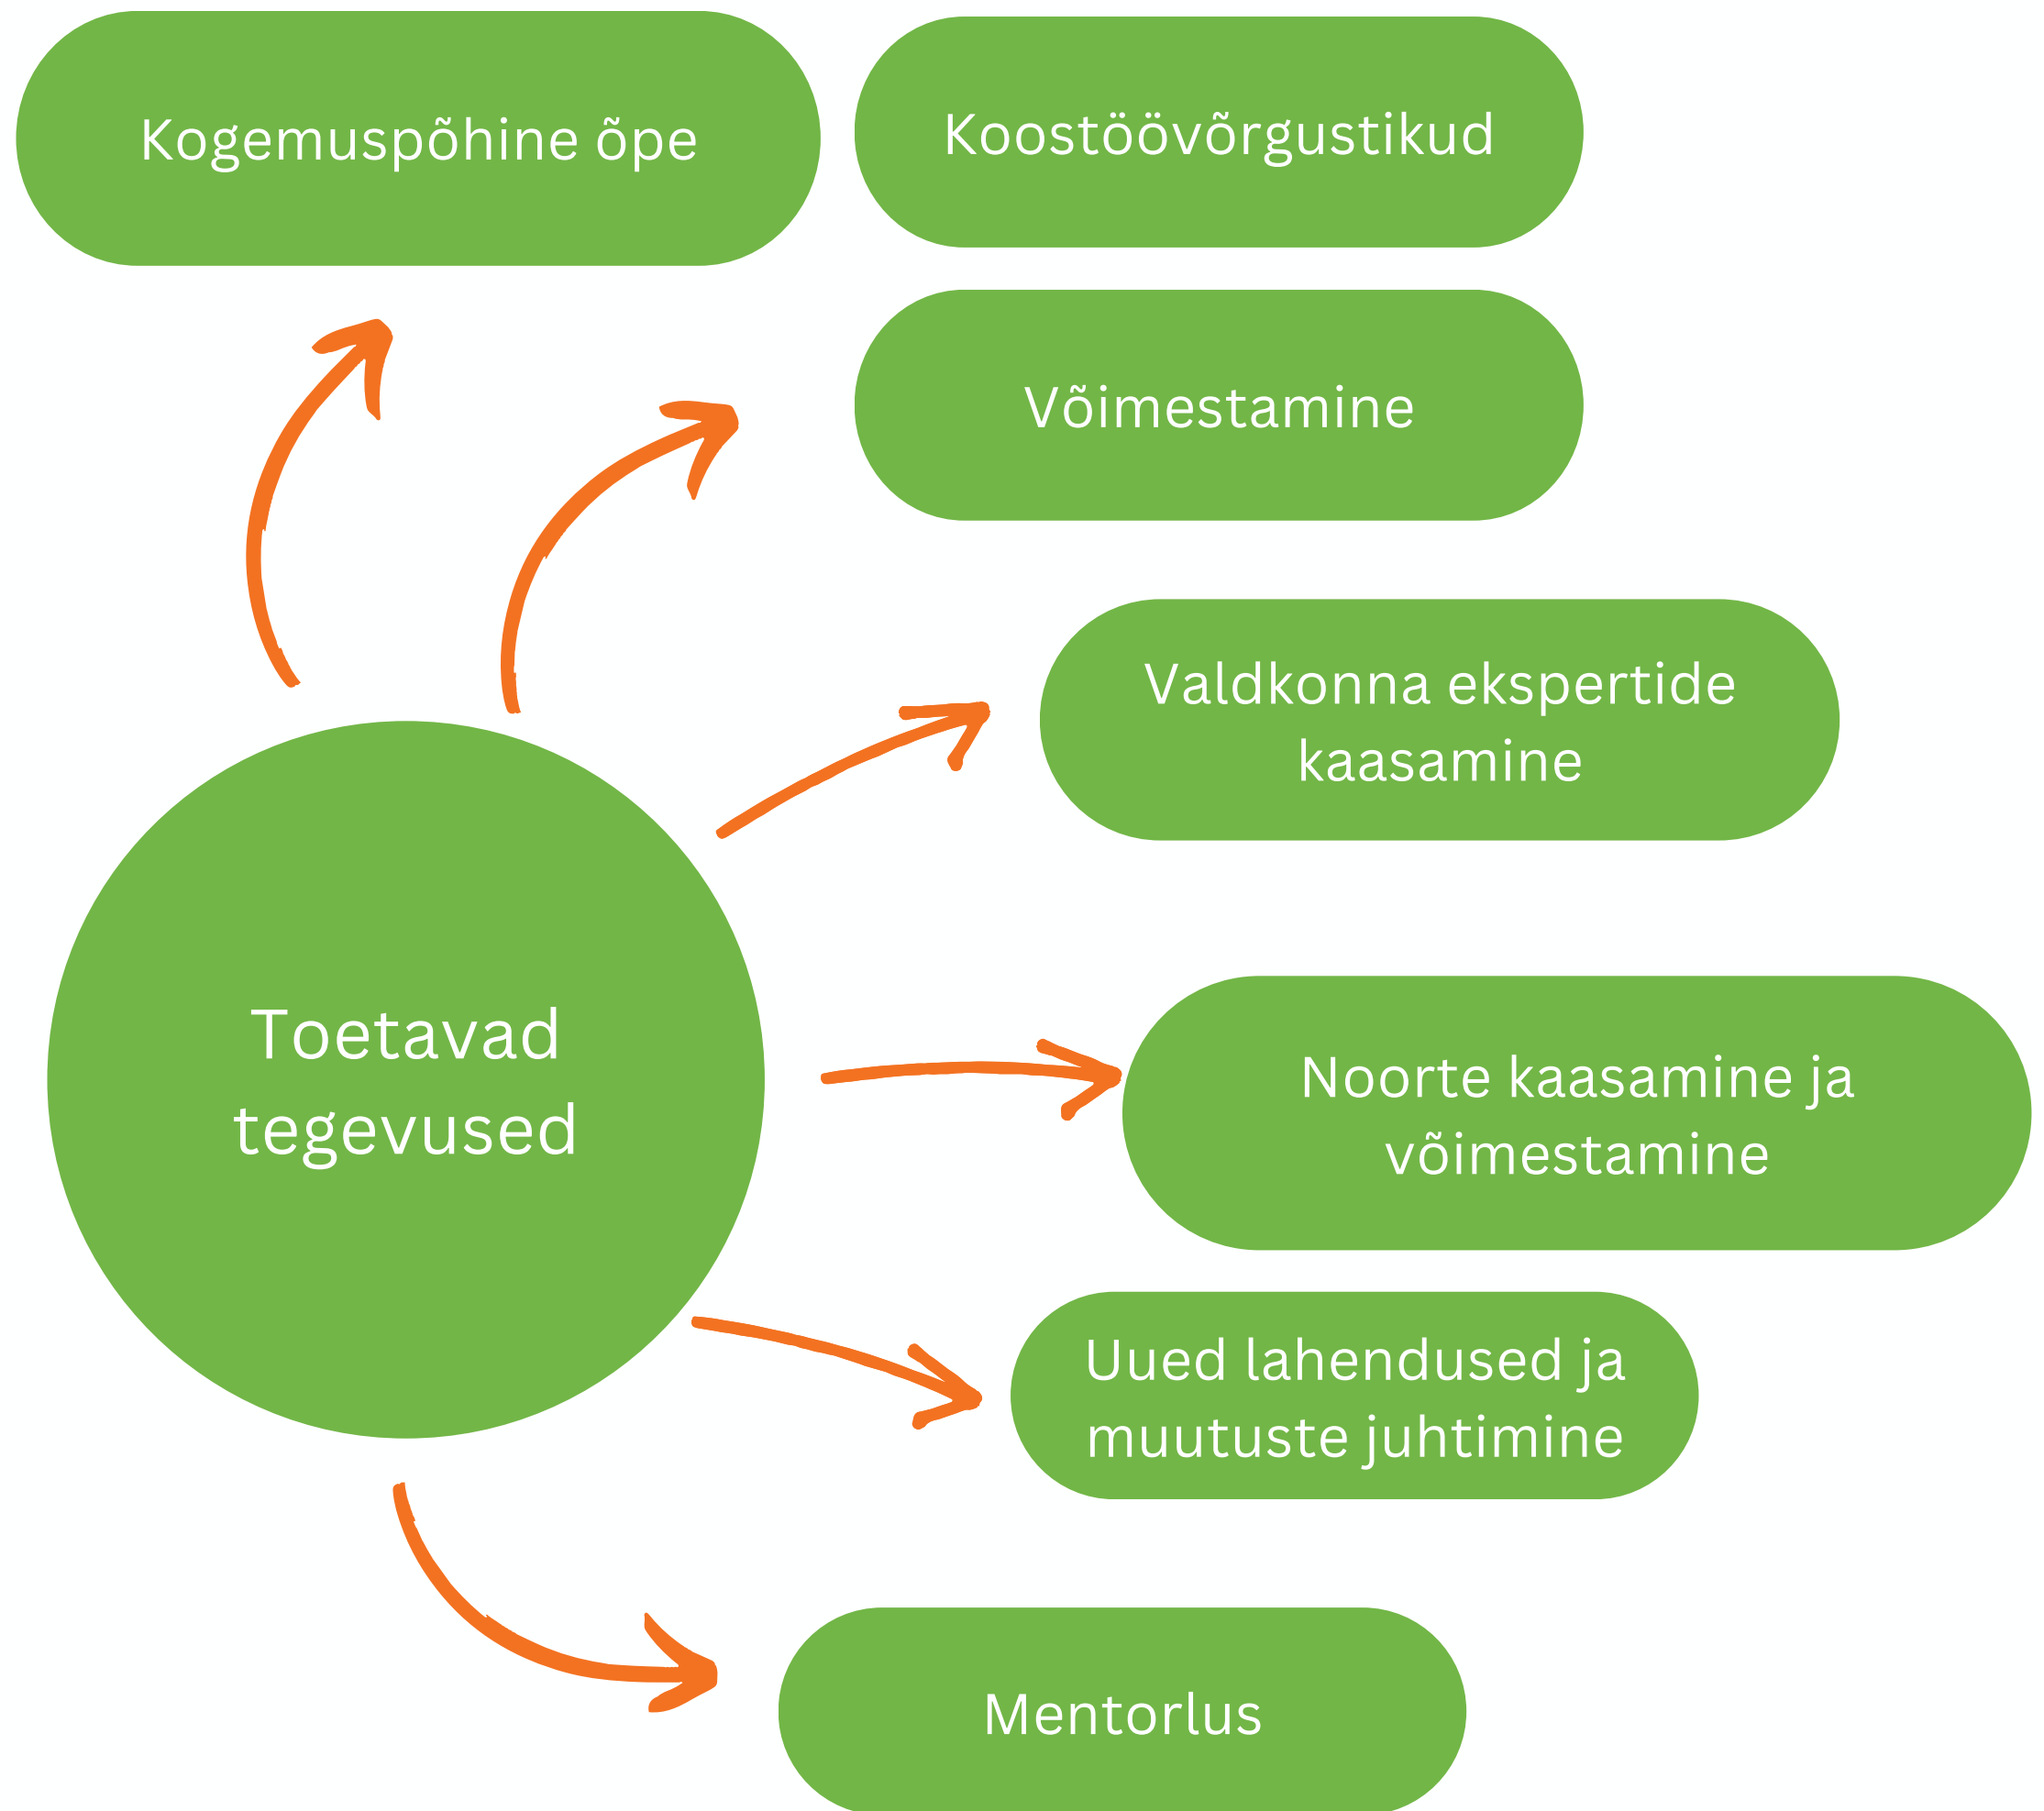 Kogemuspõhine õpe
Koostöövõrgustikud
Võimestamine
Valdkonna ekspertide
kaasamine
Toetavad
tegevused
Noorte kaasamine ja
võimestamine
Uued lahendused ja
muutuste juhtimine
Mentorlus